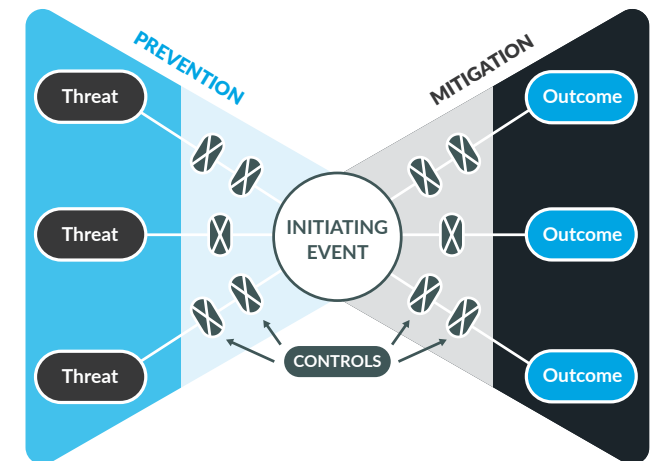 PREVENTION
MITIGATION
Threat
Outcome
Threat
INITIATING
EVENT
Outcome
CONTROLS
Threat
Outcome